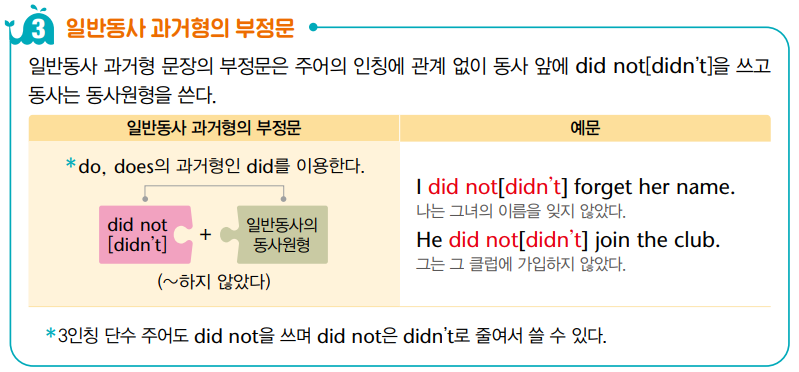 3 일반동사 과거형의 부정문
일반동사 과거형 문장의 부정문은 주어의 인칭에 관계 없이 동사 앞에 did not[didn't]을 쓰고
동사는 동사원형을 쓴다.
일반동사 과거형의 부정문
예문
*do, does의 과거형인 did를 이용한다.
did not
[didn't]
+
일반동사의
동사원형
(~하지 않았다)
I did not[didn't] forget her name.
나는 그녀의 이름을 잊지 않았다.
He did not[didn't] join the club.
그는 그 클럽에 가입하지 않았다.
*3인칭 단수 주어도 did not을 쓰며 did not은 didn't로 줄여서 쓸 수 있다.